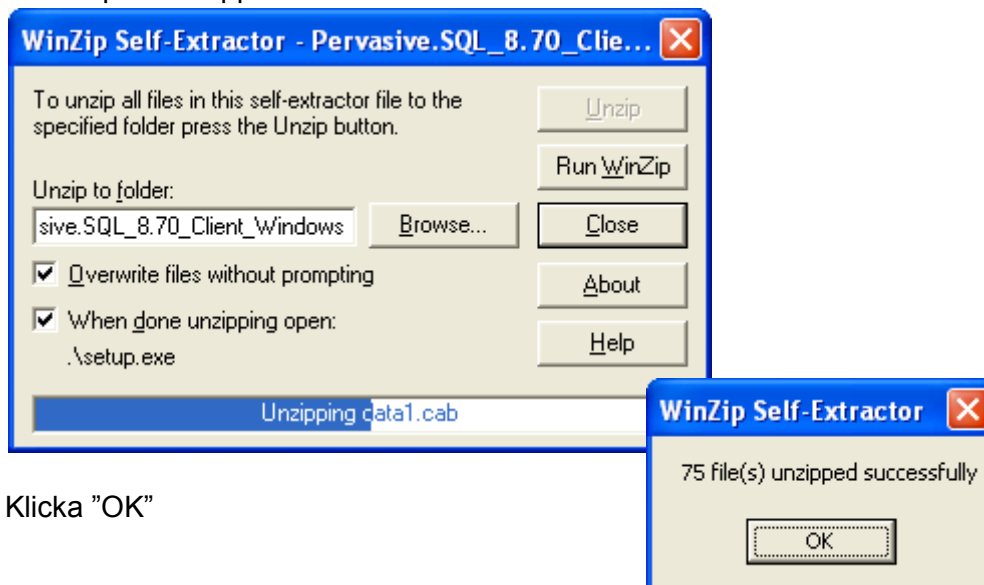 WinZip Self-Extractor - Pervasive.SQL_8.70_Clie...
To unzip all files in this self-extractor file to the
specified folder press the Unzip button.
Unzip
Run WinZip
Unzip to folder:
sive.SQL_8.70_Client_Windows
Browse...
Close
Overwrite files without prompting
About
When done unzipping open:
.\setup.exe
Help
Unzipping data1.cab
WinZip Self-Extractor
75 file(s) unzipped successfully
OK
Klicka ”OK”